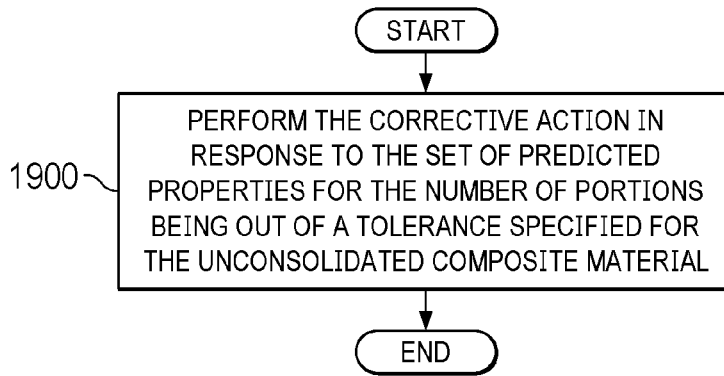 START
1900
PERFORM THE CORRECTIVE ACTION IN
RESPONSE TO THE SET OF PREDICTED
PROPERTIES FOR THE NUMBER OF PORTIONS
BEING OUT OF A TOLERANCE SPECIFIED FOR
THE UNCONSOLIDATED COMPOSITE MATERIAL
END